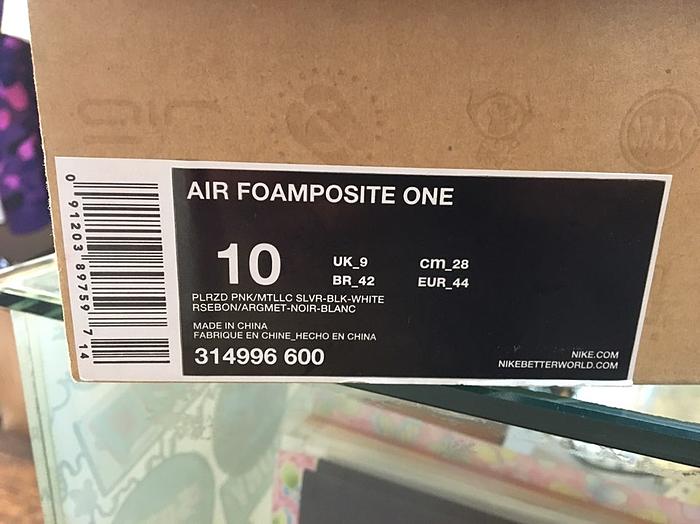 AIR FOAMPOSITE ONE
10
UK_9 cm_28
BR_42 EUR_44
PLRZD PNK/MTLLC SLVR-BLK-WHITE
RSEBON/ARGMET-NOIR-BLANC
MADE IN CHINA
FABRIQUE EN CHINE_HECHO EN CHINA
314996 600
NIKE.COM
NIKEBETTERWORLD.COM
0 91203 89759 7 14